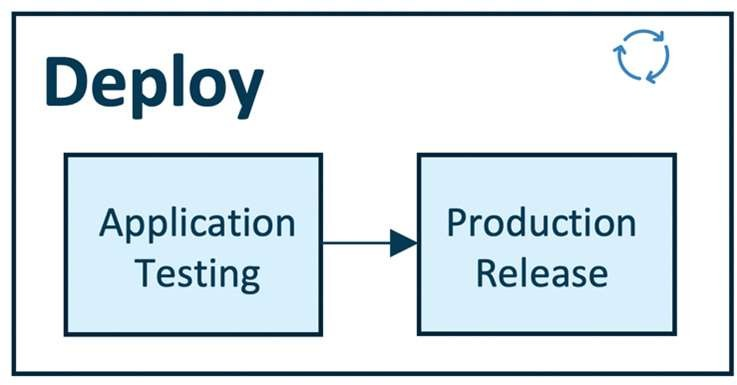 Deploy
Application
Testing
Production
Release